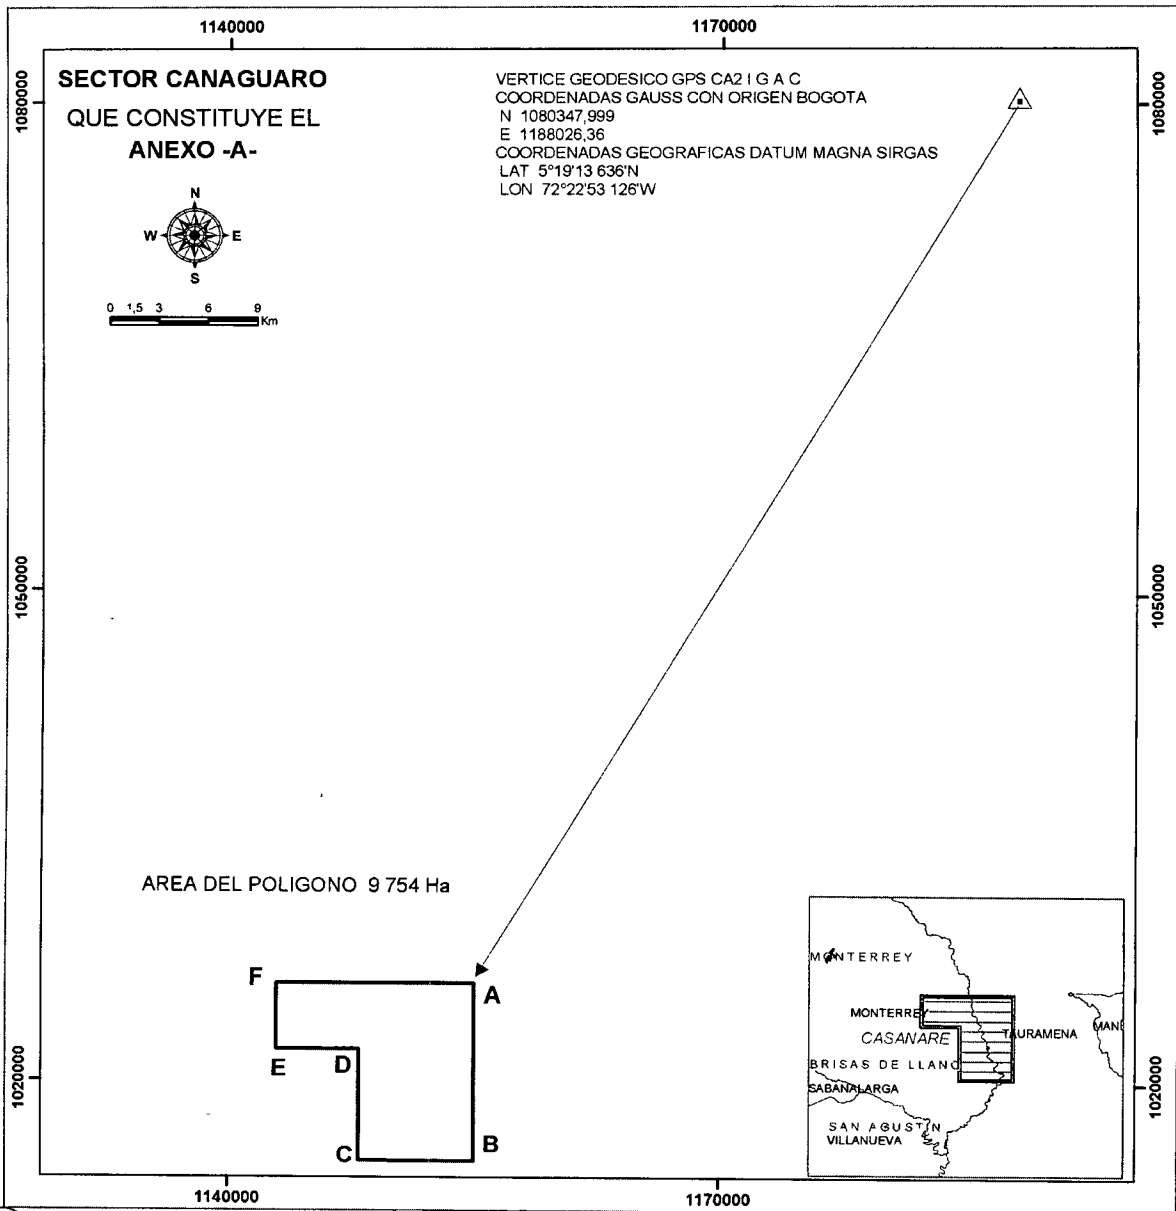 1140000 1170000
SECTOR CANAGUARO
QUE CONSTITUYE EL
ANEXO -A-
VERTICE GEODESICO GPS CA2 I G A C
COORDENADAS GAUSS CON ORIGEN BOGOTA
N 1080347,999
E 1188026,36
COORDENADAS GEOGRAFICAS DATUM MAGNA SIRGAS
LAT 5°19'13 636'N
LON 72°22'53 126'W
1080000
1080000
N
W E
S
0 1,5 3 6 9
Km
1050000
1050000
AREA DEL POLIGONO 9 754 Ha
F
A
E
D
C
B
1020000
1020000
MONTERREY
MONTERREY
CASANARE
TAURAMENA
MANI
BRISAS DE LLANO
SABANALARGA
SAN AGUSTIN
VILLANUEVA
1140000 1170000